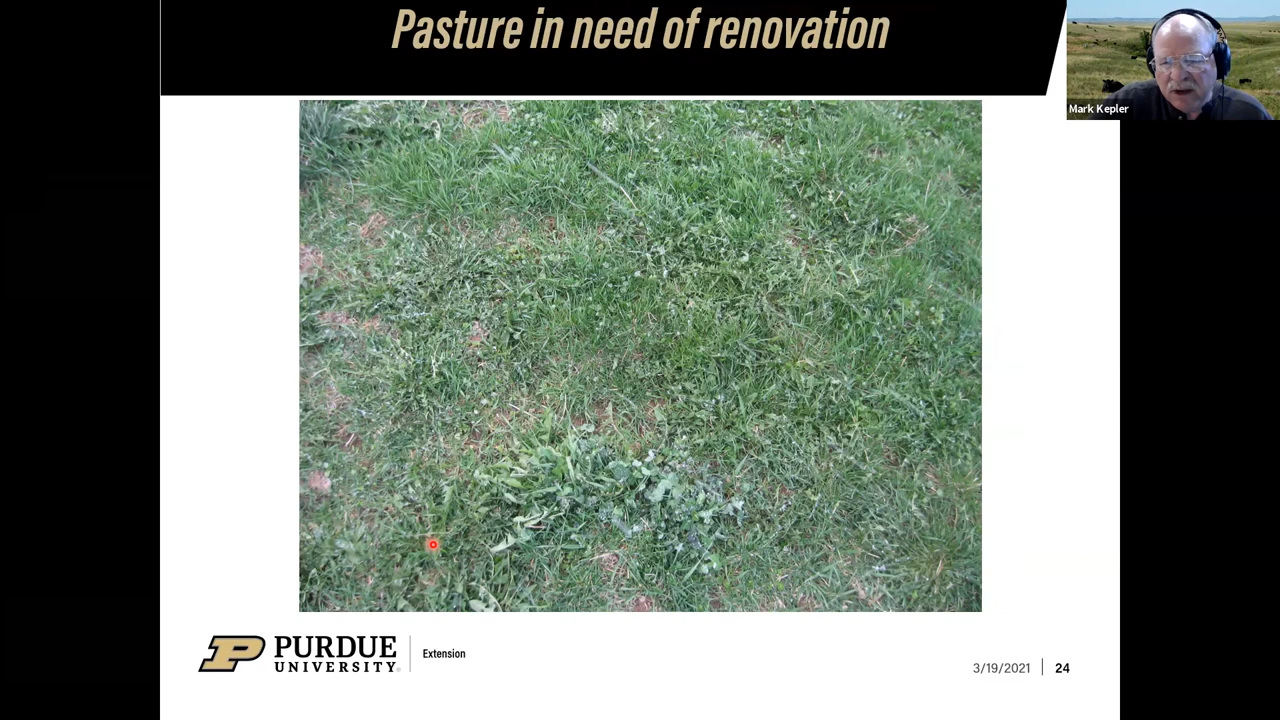 Pasture in need of renovation
Mark Kepler
PURDUE
UNIVERSITY®
Extension
3/19/2021
24